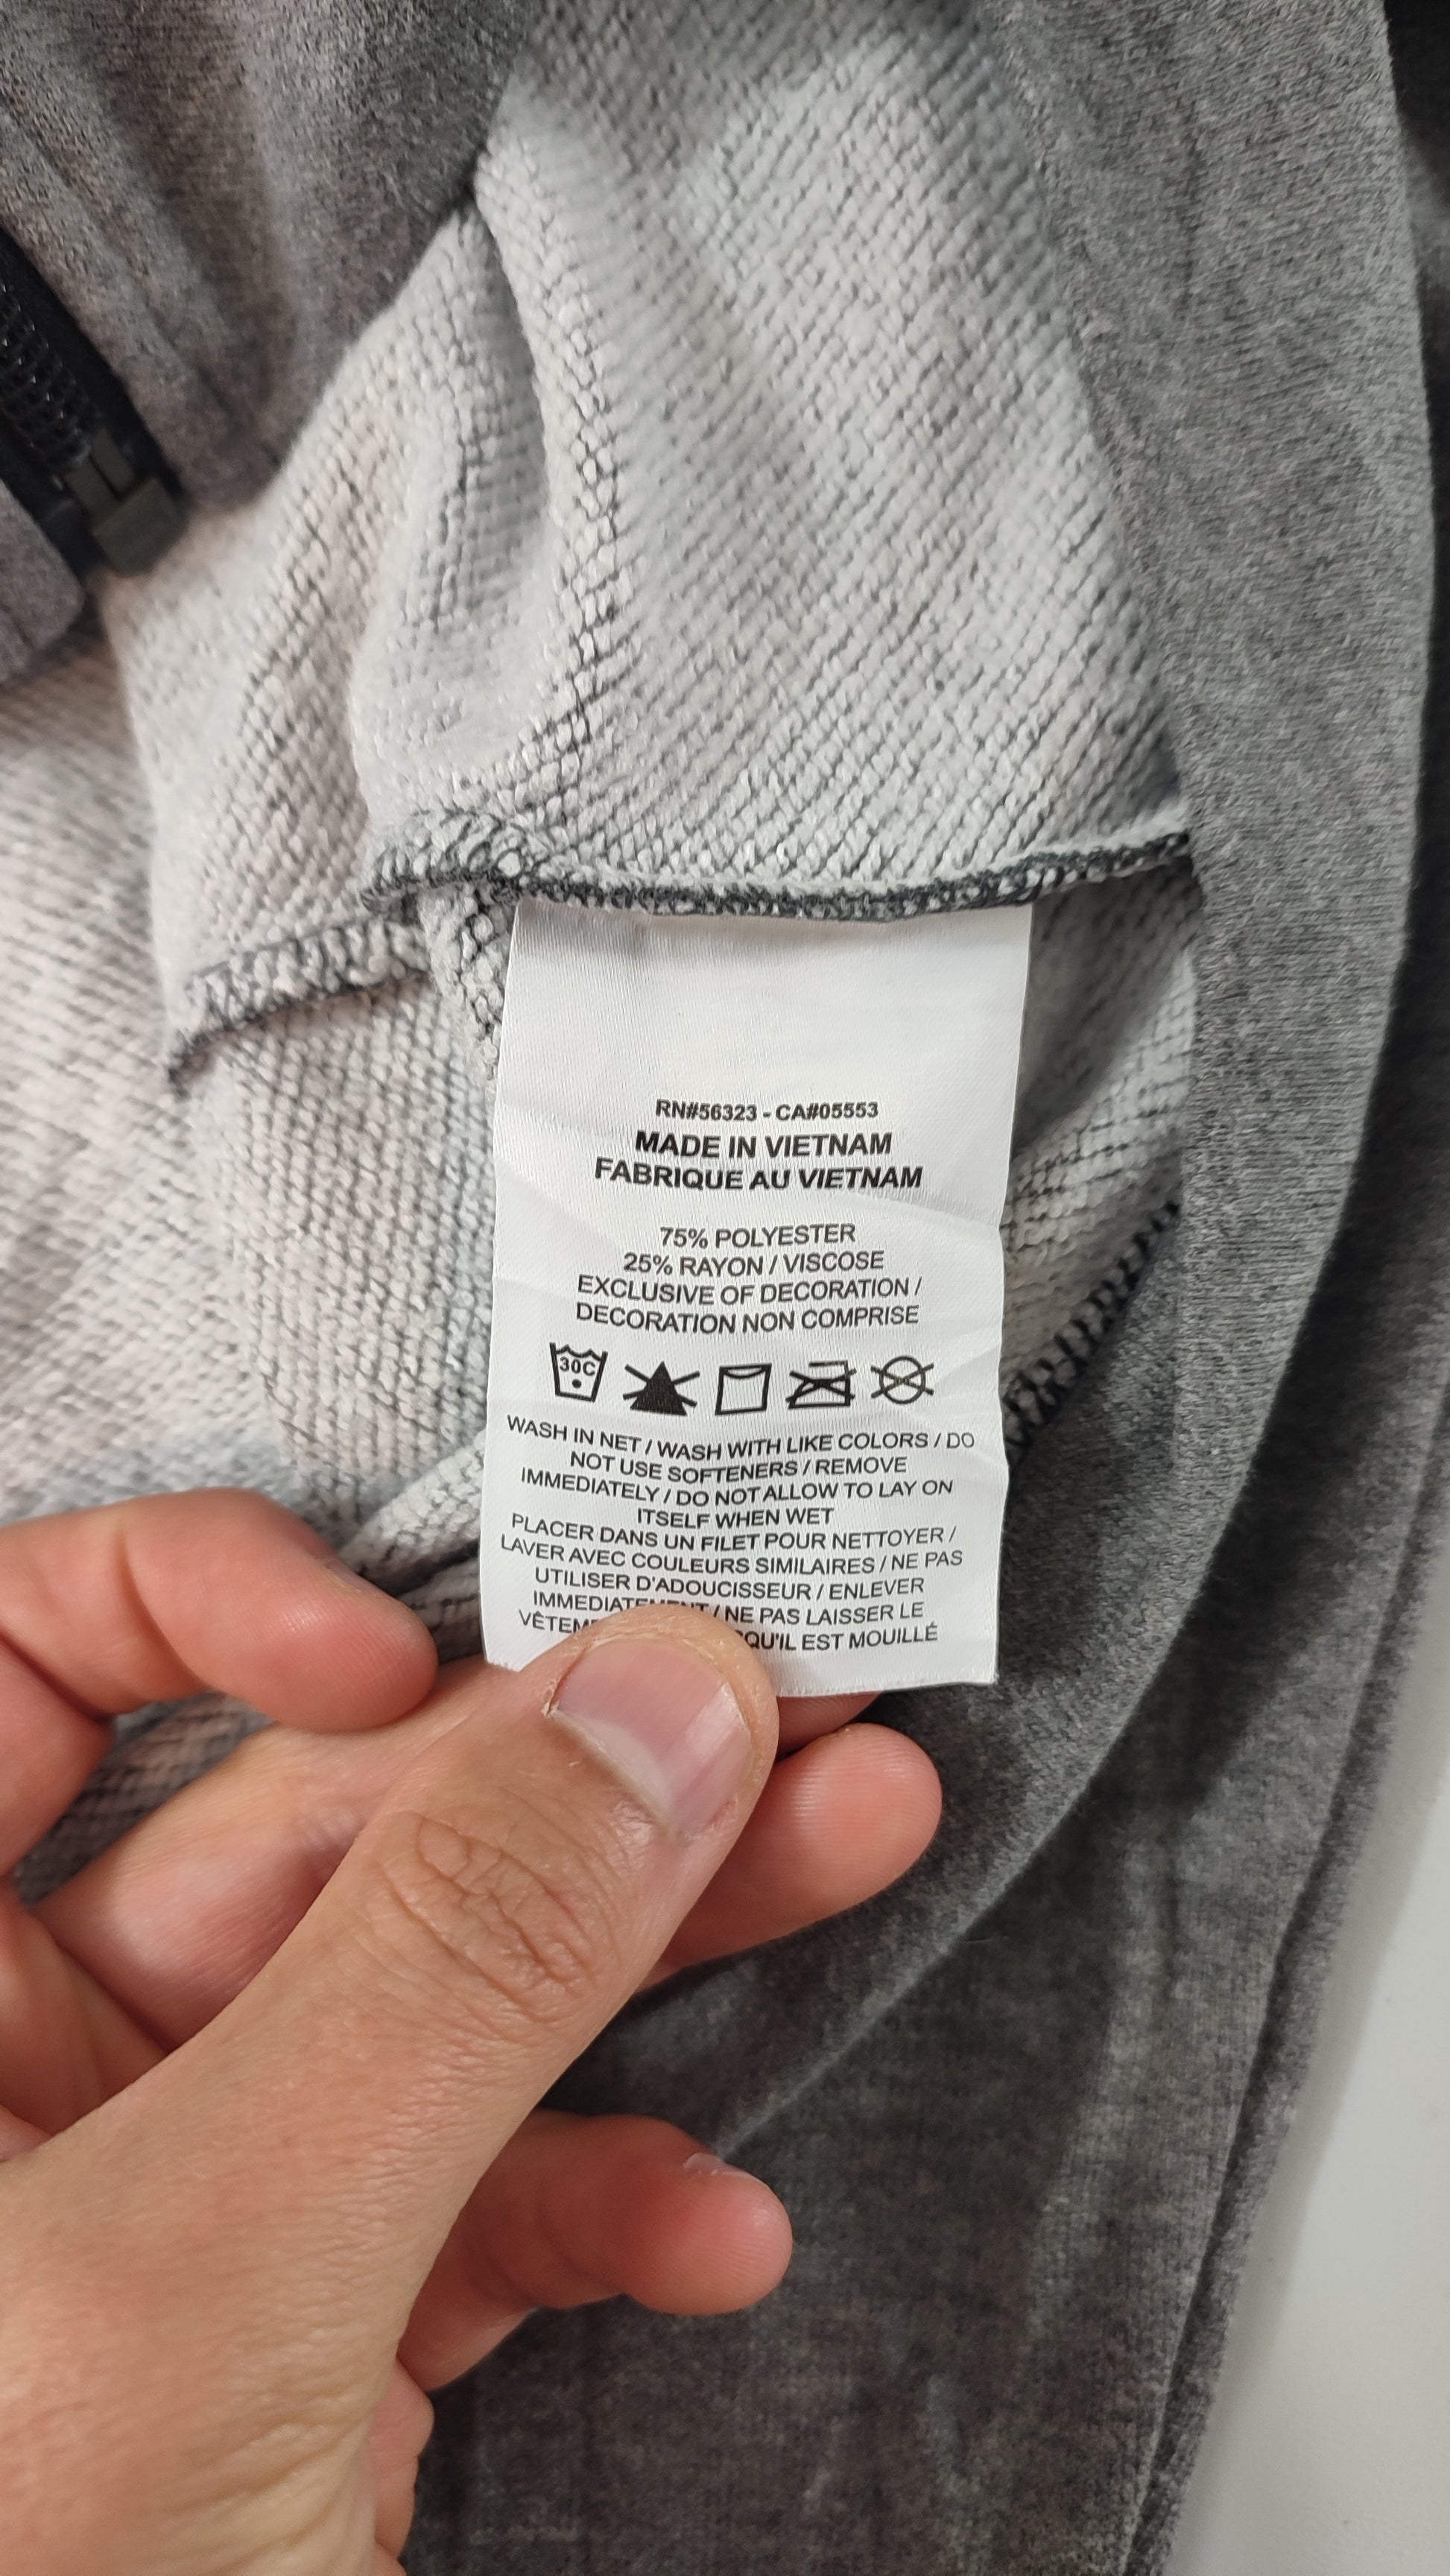 RN#56323 - CA#05553
MADE IN VIETNAM
FABRIQUE AU VIETNAM
75% POLYESTER
25% RAYON / VISCOSE
EXCLUSIVE OF DECORATION /
DECORATION NON COMPRISE
30C
WASH IN NET / WASH WITH LIKE COLORS / DO
NOT USE SOFTENERS / REMOVE
IMMEDIATELY / DO NOT ALLOW TO LAY ON
ITSELF WHEN WET
PLACER DANS UN FILET POUR NETTOYER /
LAVER AVEC COULEURS SIMILAIRES / NE PAS
UTILISER D'ADOUCISSEUR / ENLEVER
IMMEDIATEMENT / NE PAS LAISSER LE
QU'IL EST MOUILLÉ